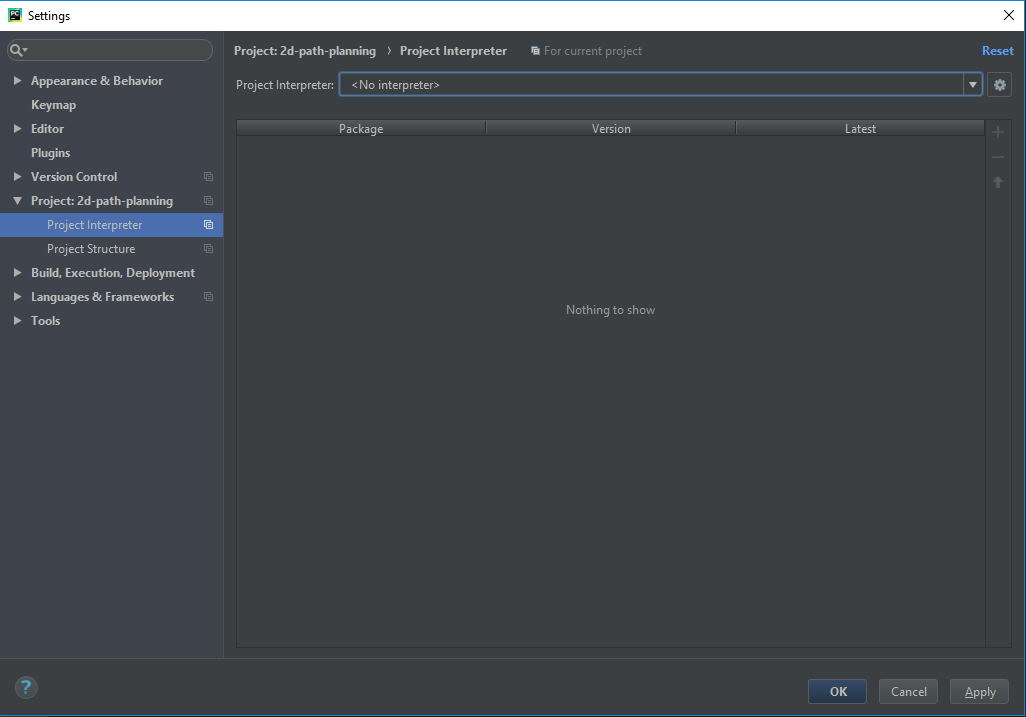 Settings
Project: 2d-path-planning › Project Interpreter For current project Reset
Project Interpreter: <No interpreter>
Appearance & Behavior
Keymap
Editor
Plugins
Version Control
Project: 2d-path-planning
Project Interpreter
Project Structure
Build, Execution, Deployment
Languages & Frameworks
Tools
Package Version Latest
Nothing to show
?
OK Cancel Apply